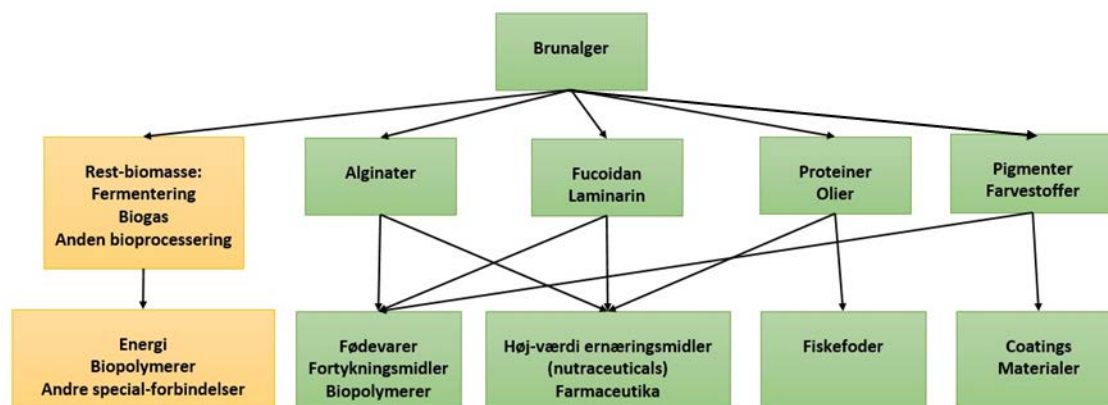 Brunalger
Rest-biomasse:
Fermentering
Biogas
Anden bioprocessering
Alginater
Fucoidan
Laminarin
Proteiner
Olier
Pigmenter
Farvestoffer
Energi
Biopolymerer
Andre special-forbindelser
Fødevarer
Fortykningsmidler
Biopolymerer
Høj-værdi ernæringsmidler
(nutraceuticals)
Farmaceutika
Fiskefoder
Coatings
Materialer